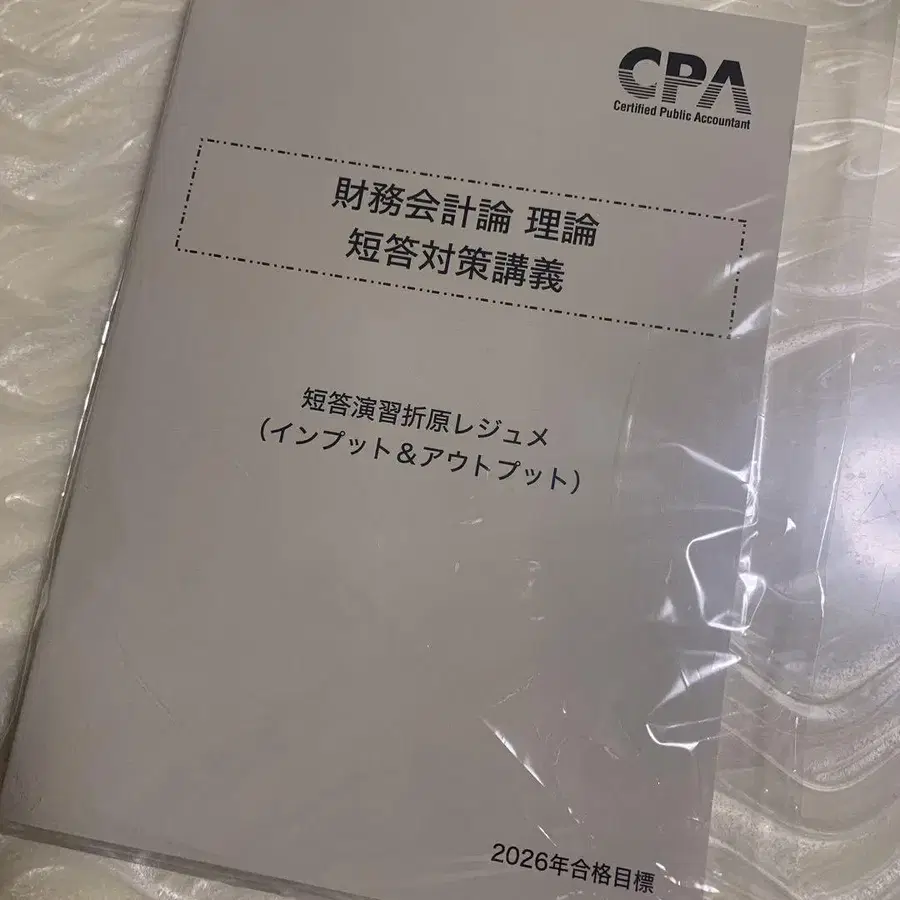 CPA
Certified Public Accountant
財務会計論 理論
短答対策講義
短答演習折原レジュメ
（インプット＆アウトプット）
2026年合格目標